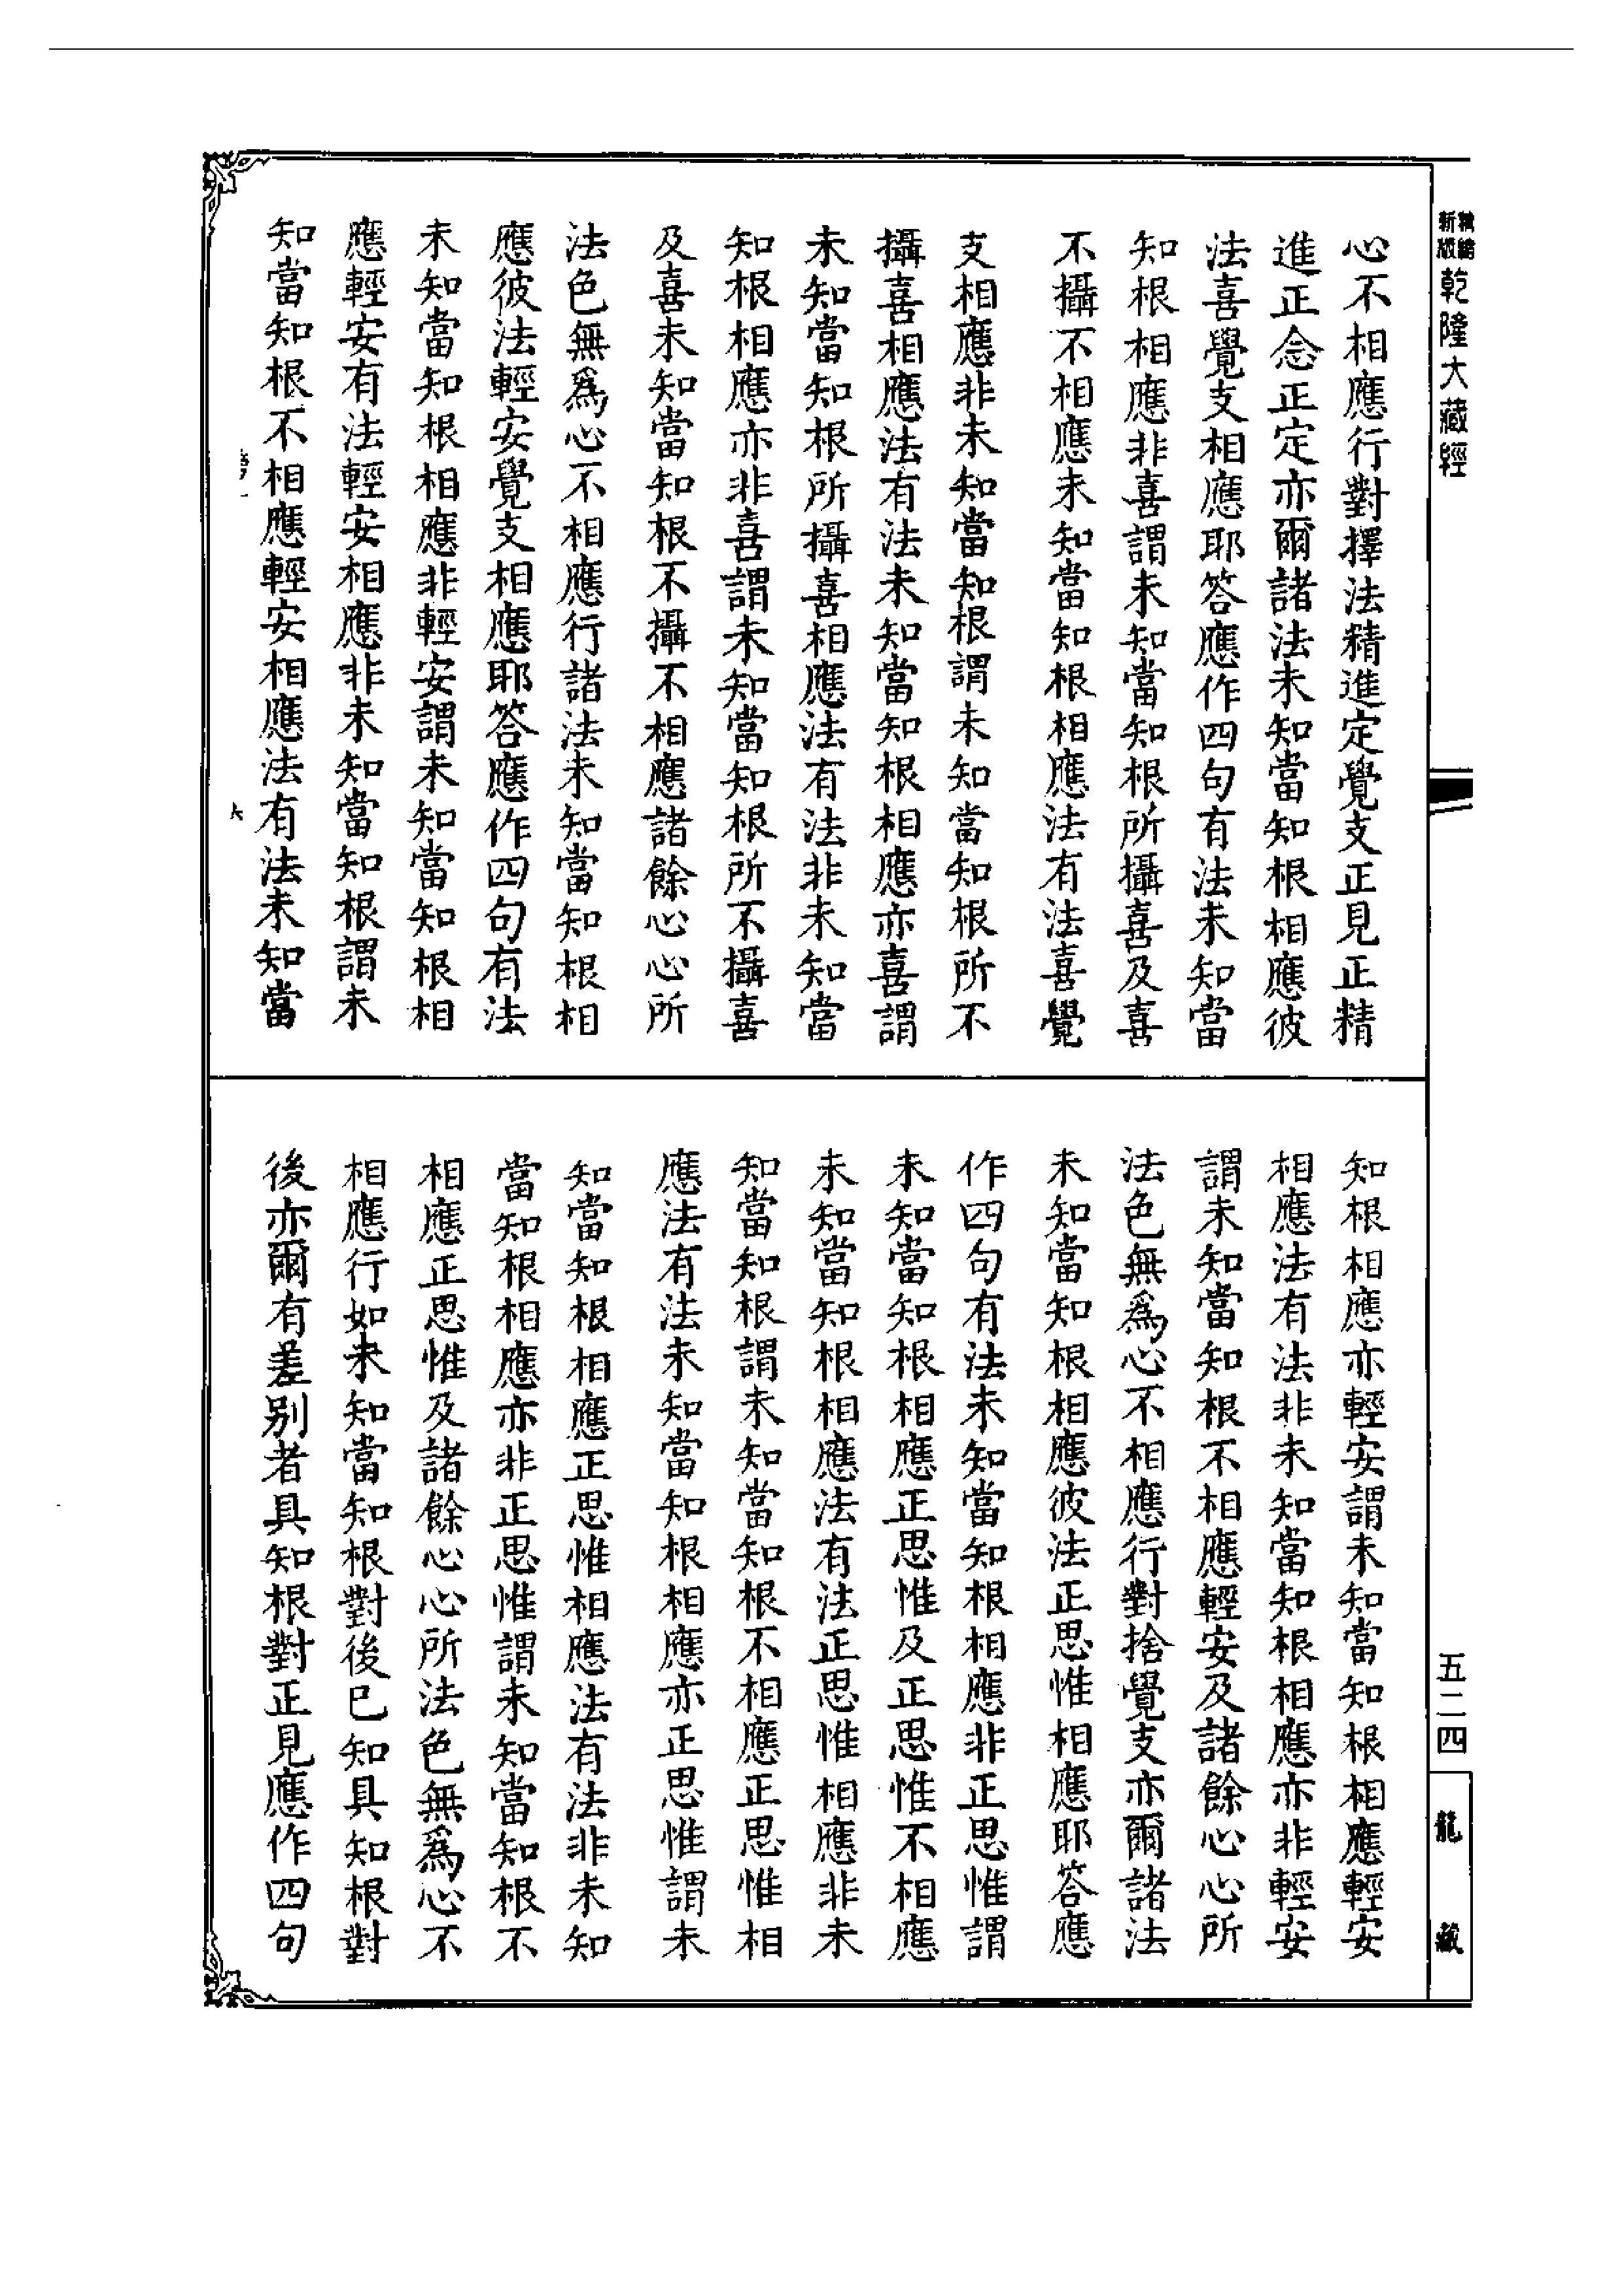 新版精縮乾隆大藏經
心不相應行對擇法精進定覺支正見正精
進正念正定亦爾諸法未知當知根相應彼
法喜覺支相應耶答應作四句有法未知當
知根相應非喜謂未知當知根所攝喜及喜
不攝不相應未知當知根相應法有法喜覺
支相應非未知當知根謂未知當知根所不
攝喜相應法有法未知當知根相應亦喜謂
未知當知根所攝喜相應法有法非未知當
知根相應亦非喜謂未知當知根所不攝喜
及喜未知當知根不攝不相應諸餘心心所
法色無爲心不相應行諸法未知當知根相
應彼法輕安覺支相應耶答應作四句有法
未知當知根相應非輕安謂未知當知根相
應輕安有法輕安相應非未知當知根謂未
知當知根不相應輕安相應法有法未知當
知根相應亦輕安謂未知當知根相應輕安
相應法有法非未知當知根相應亦非輕安
謂未知當知根不相應輕安及諸餘心心所
法色無爲心不相應行對捨覺支亦爾諸法
未知當知根相應彼法正思惟相應耶答應
作四句有法未知當知根相應非正思惟謂
未知當知根相應正思惟及正思惟不相應
未知當知根相應法有法正思惟相應非未
知當知根謂未知當知根不相應正思惟相
應法有法未知當知根相應亦正思惟謂未
知當知根相應正思惟相應法有法非未知
當知根相應亦非正思惟謂未知當知根不
相應正思惟及諸餘心心所法色無爲心不
相應行如未知當知根對後已知具知根對
後亦爾有差別者具知根對正見應作四句
五二四
龍藏